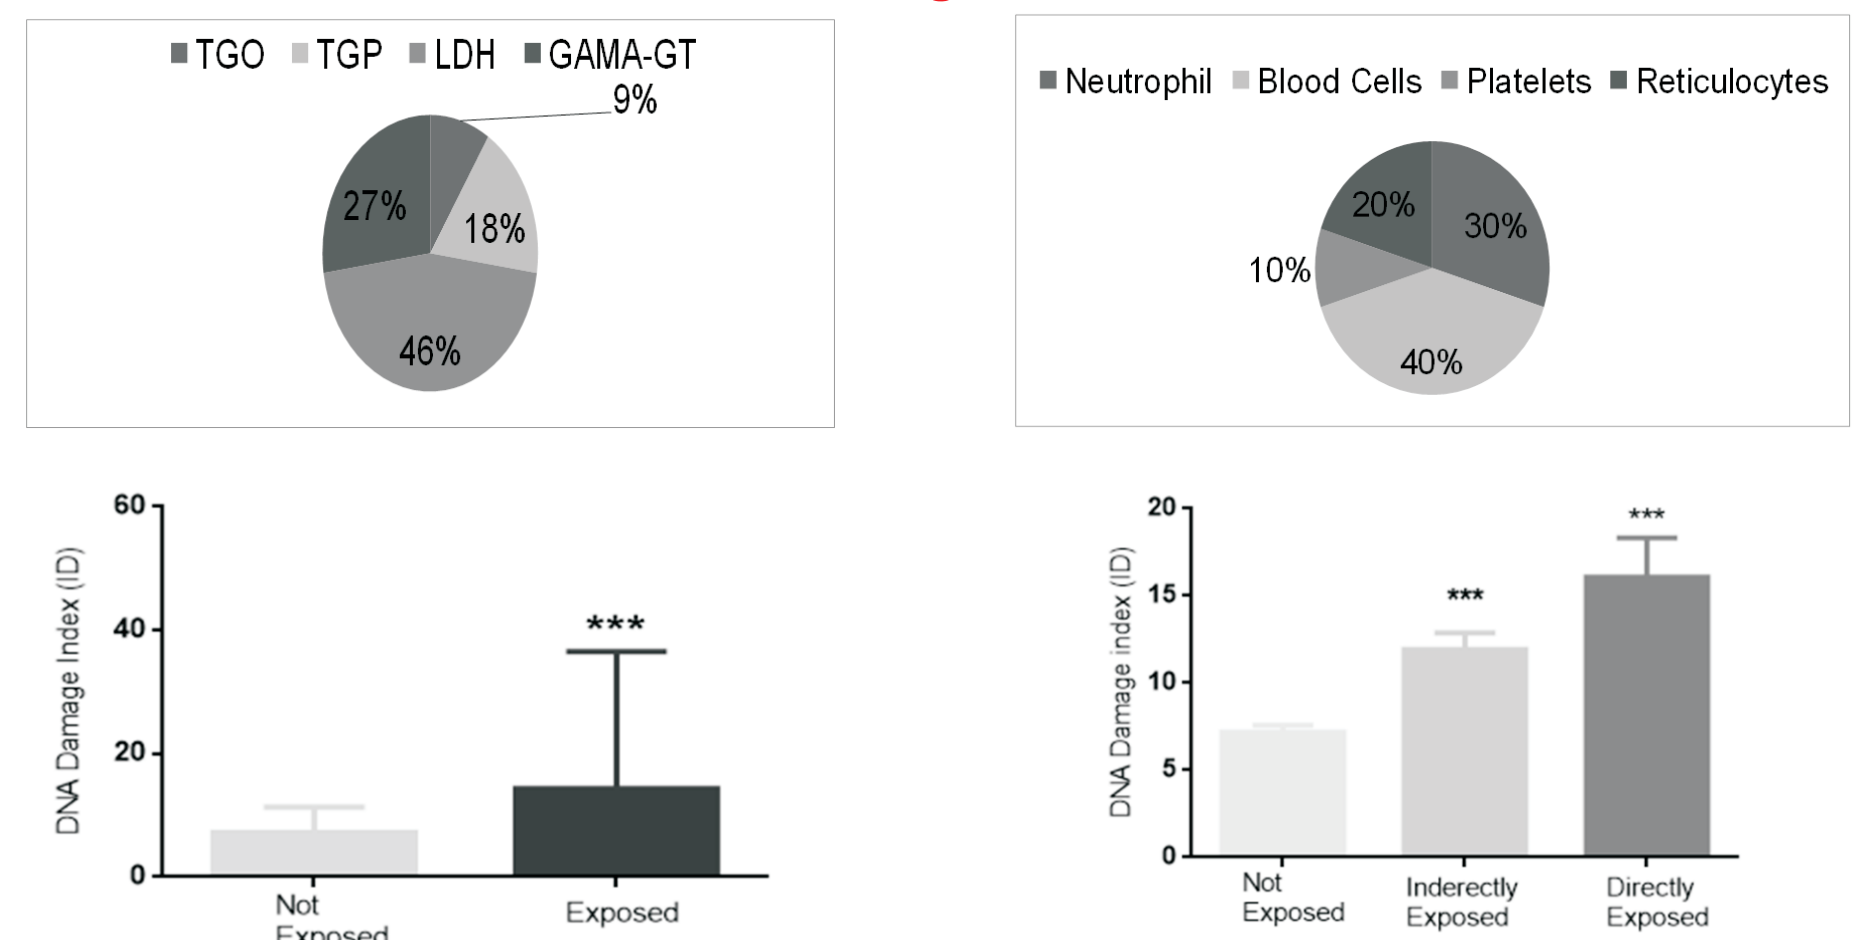 TGO TGP LDH GAMA-GT
9%
27%
18%
46%
Neutrophil Blood Cells Platelets Reticulocytes
20%
30%
10%
40%
DNA Damage Index (ID)
60
40
20
0
***
Not
Exposed
Exposed
DNA Damage index (ID)
20
15
10
5
0
***
***
Not
Exposed
Inderectly
Exposed
Directly
Exposed